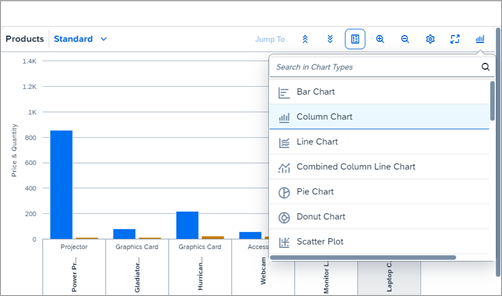 Products Standard Jump To
Search in Chart Types
Bar Chart
Column Chart
Line Chart
Combined Column Line Chart
Pie Chart
Donut Chart
Scatter Plot
Price & Quantity
1.4K
1.2K
1K
800
600
400
200
0
Projector Graphics Card Graphics Card Access
Power Pr... Gladiator... Hurrican... Webcam Monitor L... Laptop C...